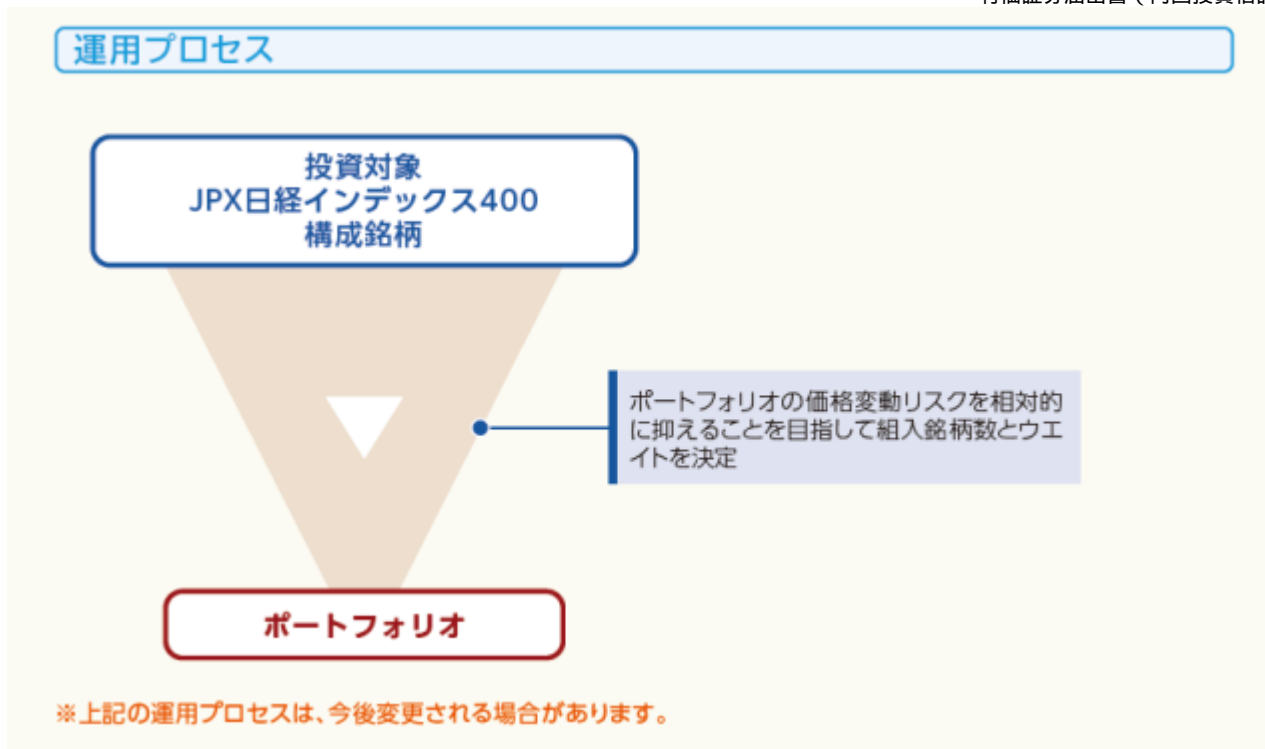 運用プロセス
投資対象
JPX日経インデックス400
構成銘柄
ポートフォリオの価格変動リスクを相対的
に抑えることを目指して組入銘柄数とウエ
イトを決定
ポートフォリオ
※上記の運用プロセスは、今後変更される場合があります。